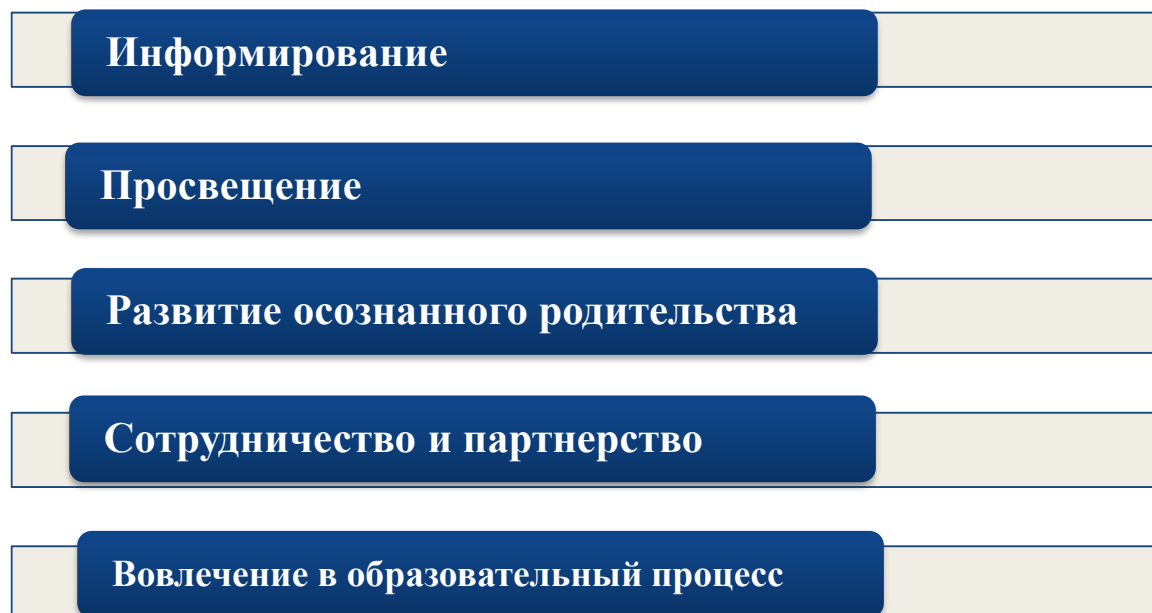 Информирование
Просвещение
Развитие осознанного родительства
Сотрудничество и партнерство
Вовлечение в образовательный процесс